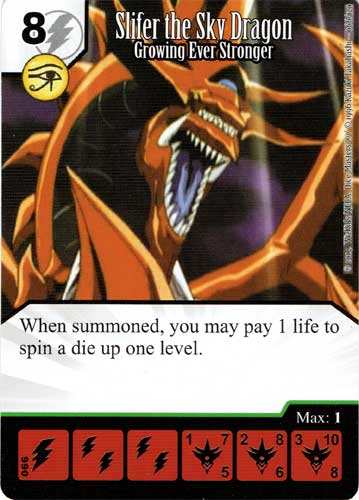 8
Slifer the Sky Dragon
Growing Ever Stronger
When summoned, you may pay 1 life to
spin a die up one level.
Max: 1
066
1 7
5
2 8
6
3 10
8